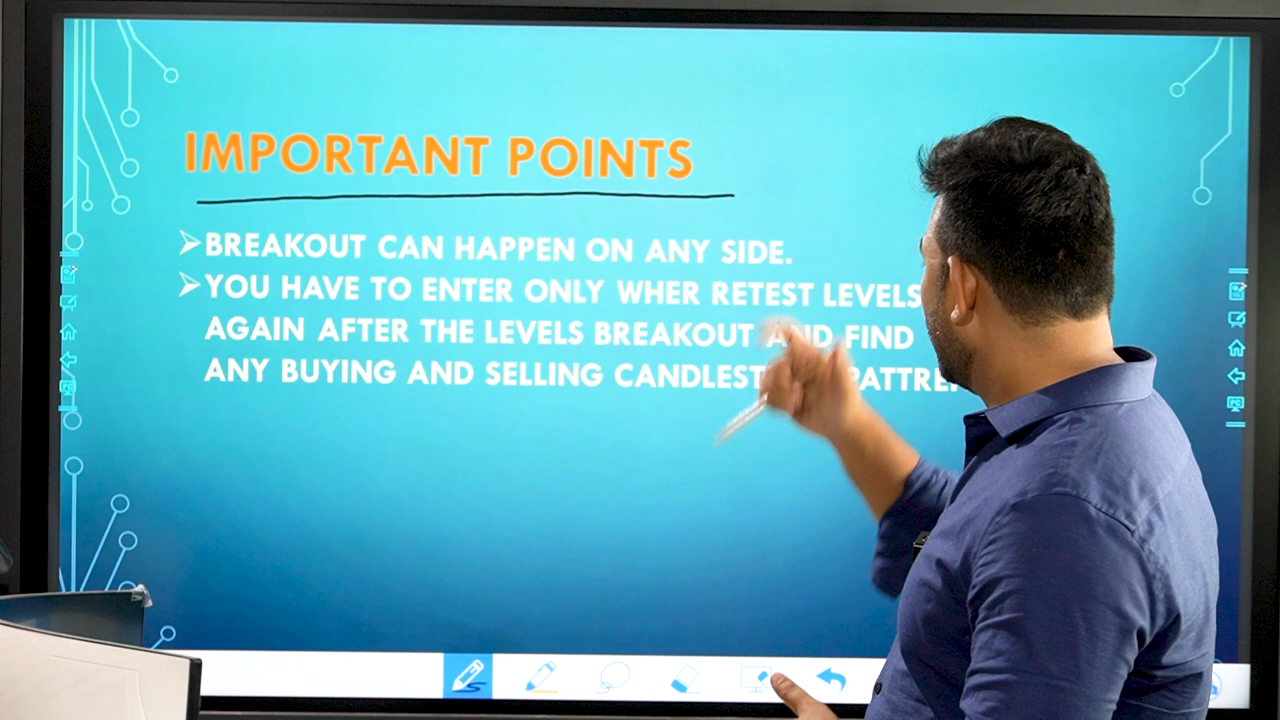 IMPORTANT POINTS
BREAKOUT CAN HAPPEN ON ANY SIDE.
YOU HAVE TO ENTER ONLY WHER RETEST LEVELS
AGAIN AFTER THE LEVELS BREAKOUT AND FIND
ANY BUYING AND SELLING